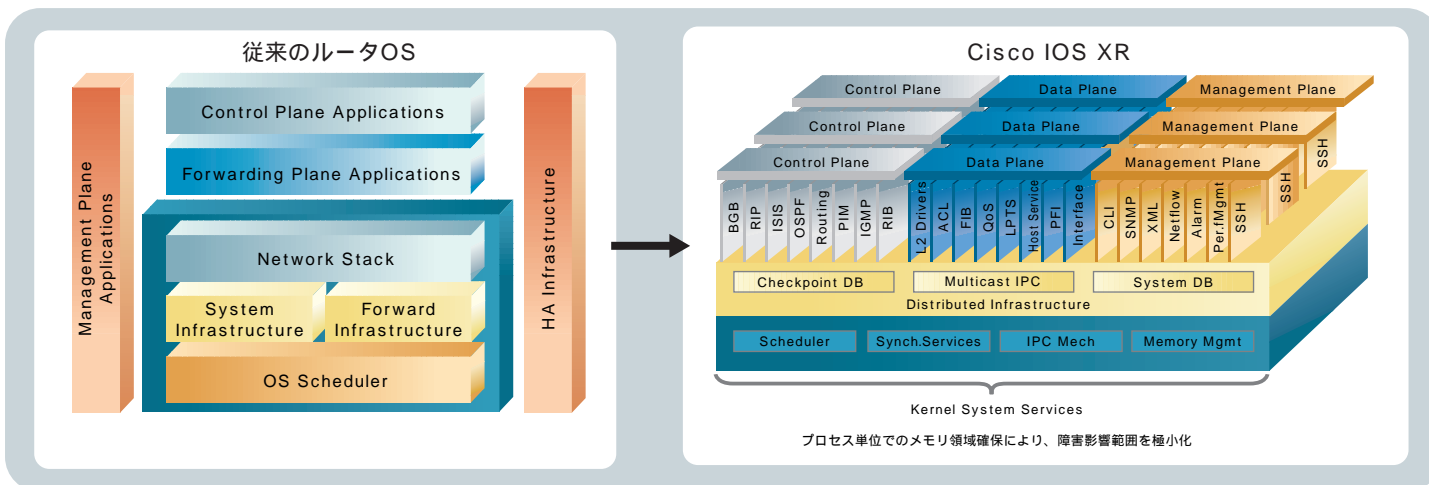 従来のルータOS
Management Plane
Applications
Control Plane Applications
Forwarding Plane Applications
Network Stack
System
Infrastructure
Forward
Infrastructure
OS Scheduler
HA Infrastructure
Cisco IOS XR
Control Plane
Data Plane
Management Plane
Control Plane
Data Plane
Management Plane
Control Plane
Data Plane
Management Plane
BGB
RIP
ISIS
OSPF
Routing
PIM
IGMP
RIB
L2 Drivers
ACL
FIB
QoS
LPTS
Host Service
PFI
Interface
CLI
SNMP
XML
Netflow
Alarm
Per.fMgmt
SSH
SSH
SSH
Checkpoint DB
Multicast IPC
System DB
Distributed Infrastructure
Scheduler
Synch.Services
IPC Mech
Memory Mgmt
Kernel System Services
プロセス単位でのメモリ領域確保により、障害影響範囲を極小化